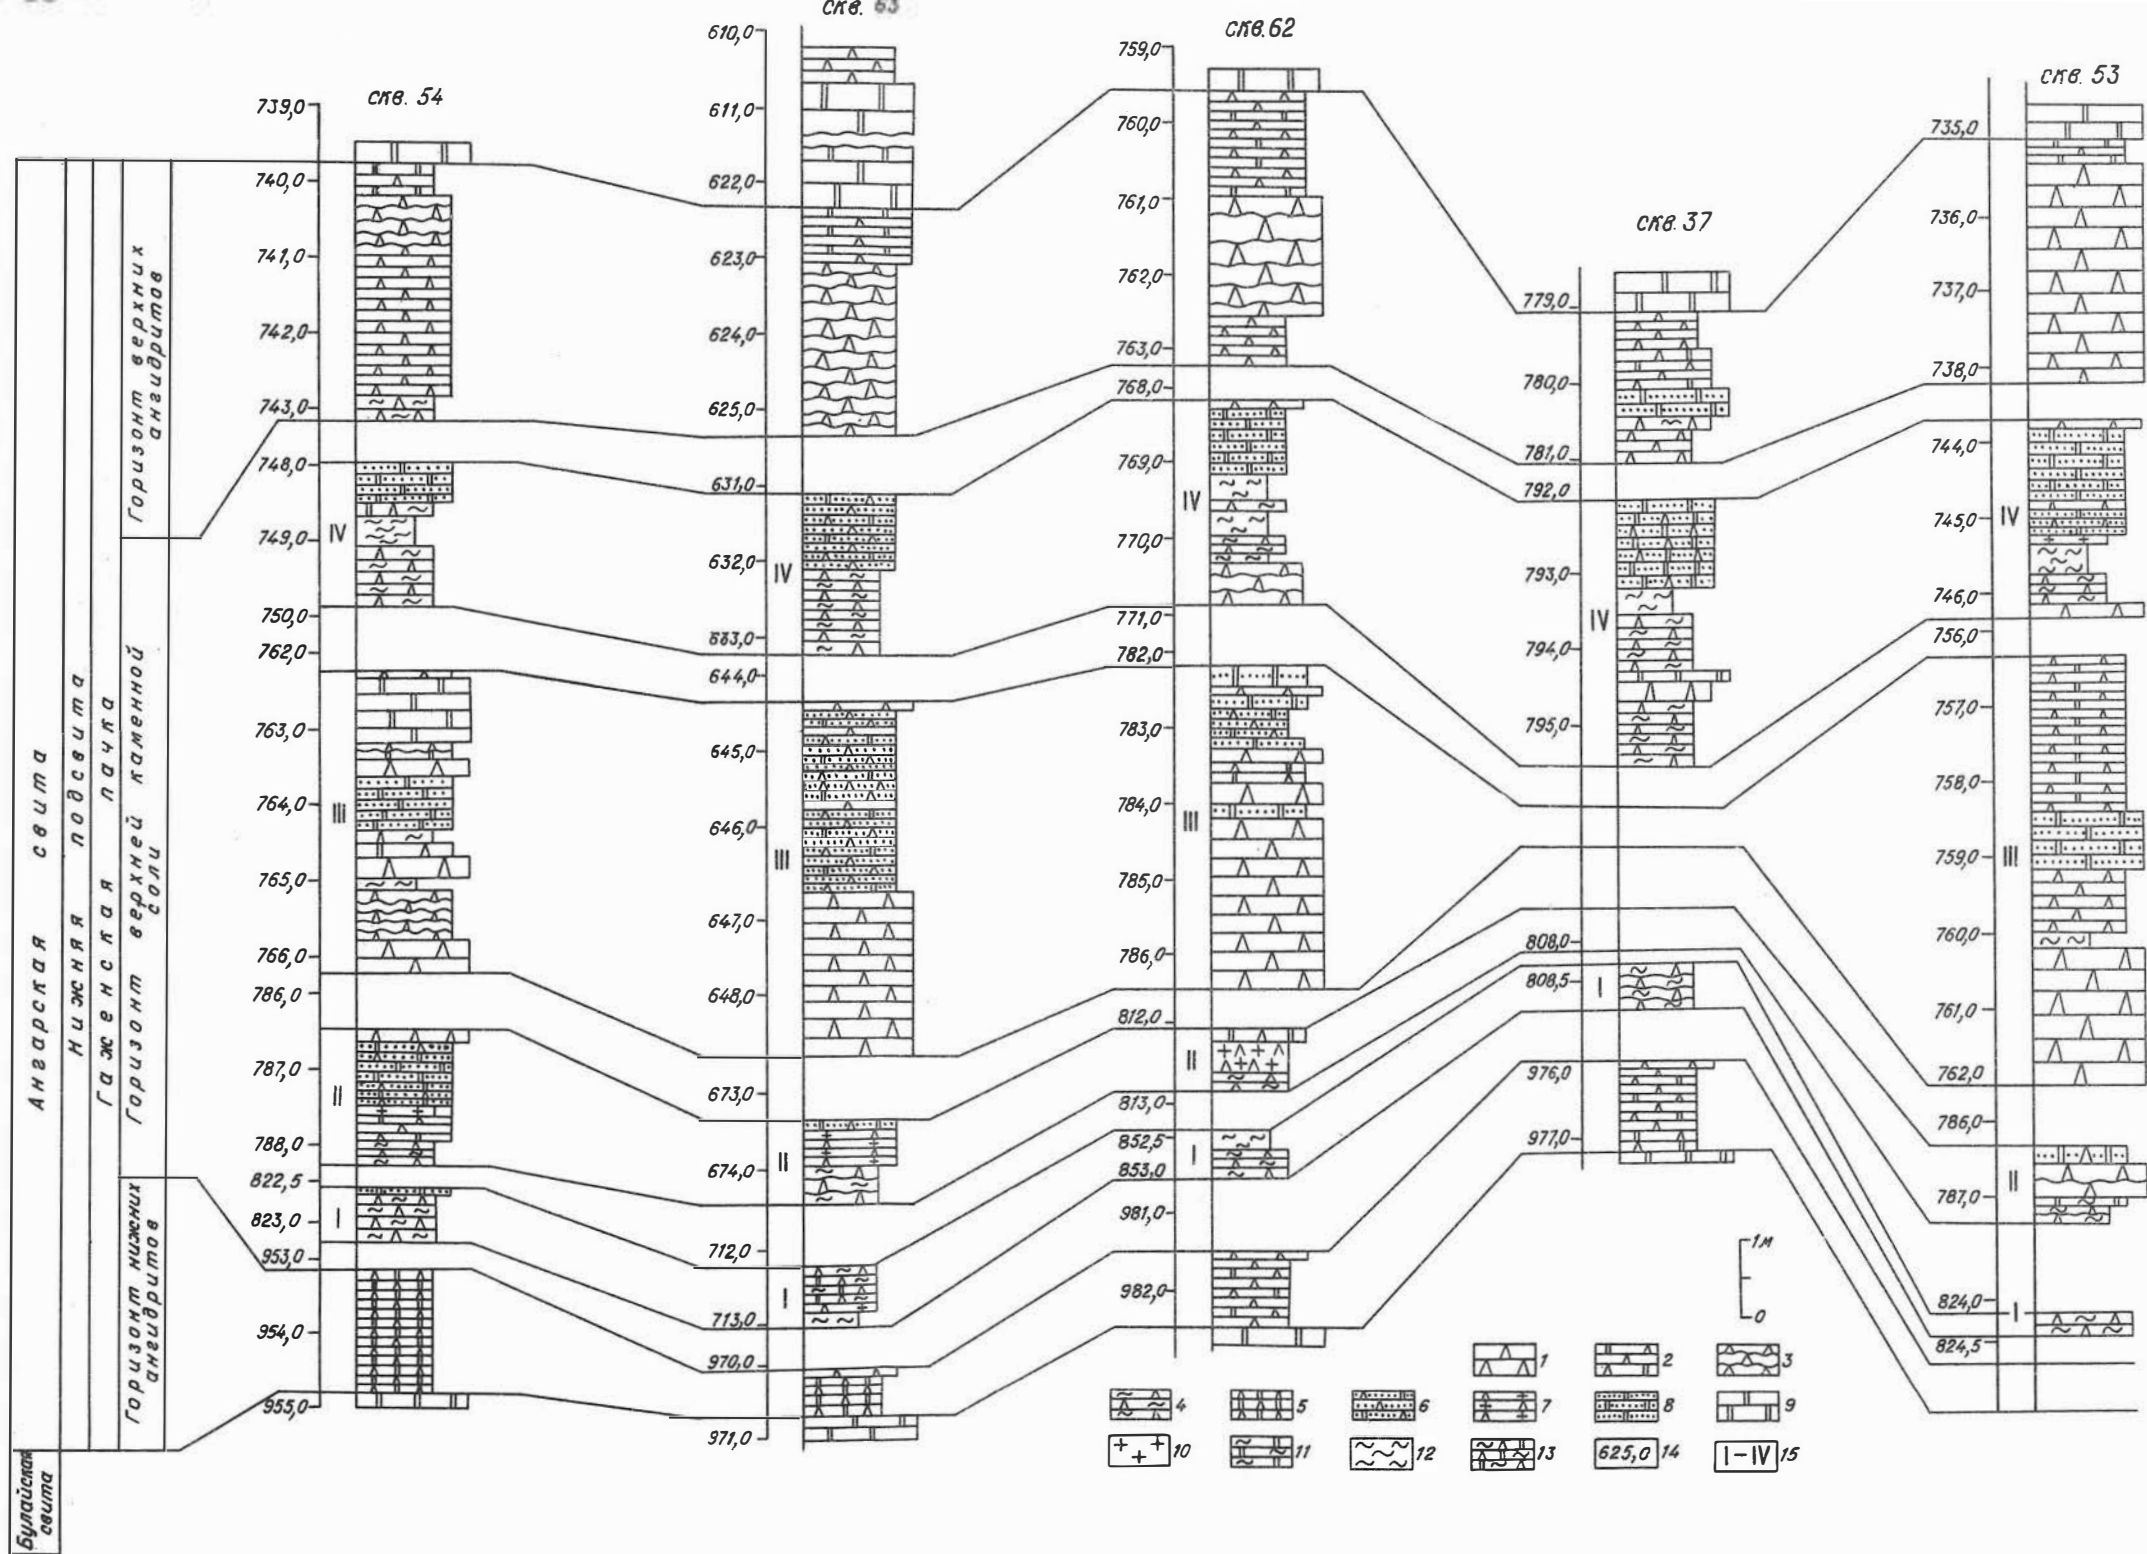 скв. 54
739,0
740,0
741,0
742,0
743,0
748,0
749,0
750,0
762,0
763,0
764,0
765,0
766,0
786,0
787,0
788,0
822,5
823,0
953,0
954,0
955,0
IV
III
II
I
скв. 63
610,0
611,0
622,0
623,0
624,0
625,0
631,0
632,0
633,0
644,0
645,0
646,0
647,0
648,0
673,0
674,0
712,0
713,0
970,0
971,0
IV
III
II
I
скв. 62
759,0
760,0
761,0
762,0
763,0
768,0
769,0
770,0
771,0
782,0
783,0
784,0
785,0
786,0
812,0
813,0
852,5
853,0
981,0
982,0
IV
III
II
I
скв. 37
779,0
780,0
781,0
792,0
793,0
794,0
795,0
808,0
808,5
976,0
977,0
IV
I
скв. 53
735,0
736,0
737,0
738,0
744,0
745,0
746,0
756,0
757,0
758,0
759,0
760,0
761,0
762,0
786,0
787,0
824,0
824,5
IV
III
II
I
Ангарская свита
Нижняя подсвита
Гаженская пачка
Горизонт верхних
ангидритов
Горизонт верхней каменной
соли
Горизонт нижних
ангидритов
Булайская
свита
1м
0
1
2
3
4
5
6
7
8
9
10
11
12
13
625,0 14
I-IV 15